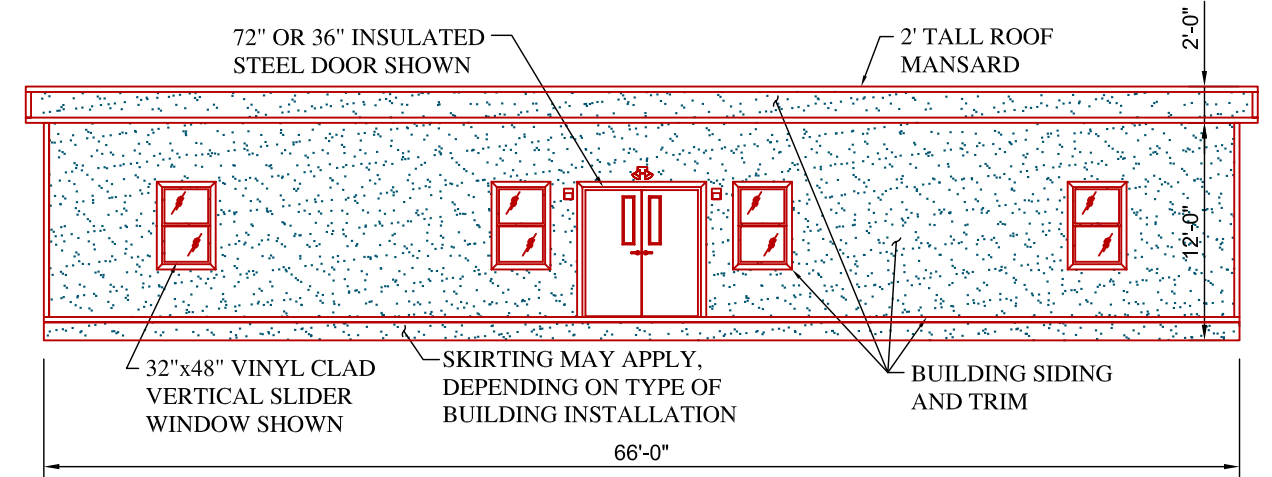 72" OR 36" INSULATED
STEEL DOOR SHOWN
2' TALL ROOF
MANSARD
2'-0"
12'-0"
32"x48" VINYL CLAD
VERTICAL SLIDER
WINDOW SHOWN
SKIRTING MAY APPLY,
DEPENDING ON TYPE OF
BUILDING INSTALLATION
BUILDING SIDING
AND TRIM
66'-0"